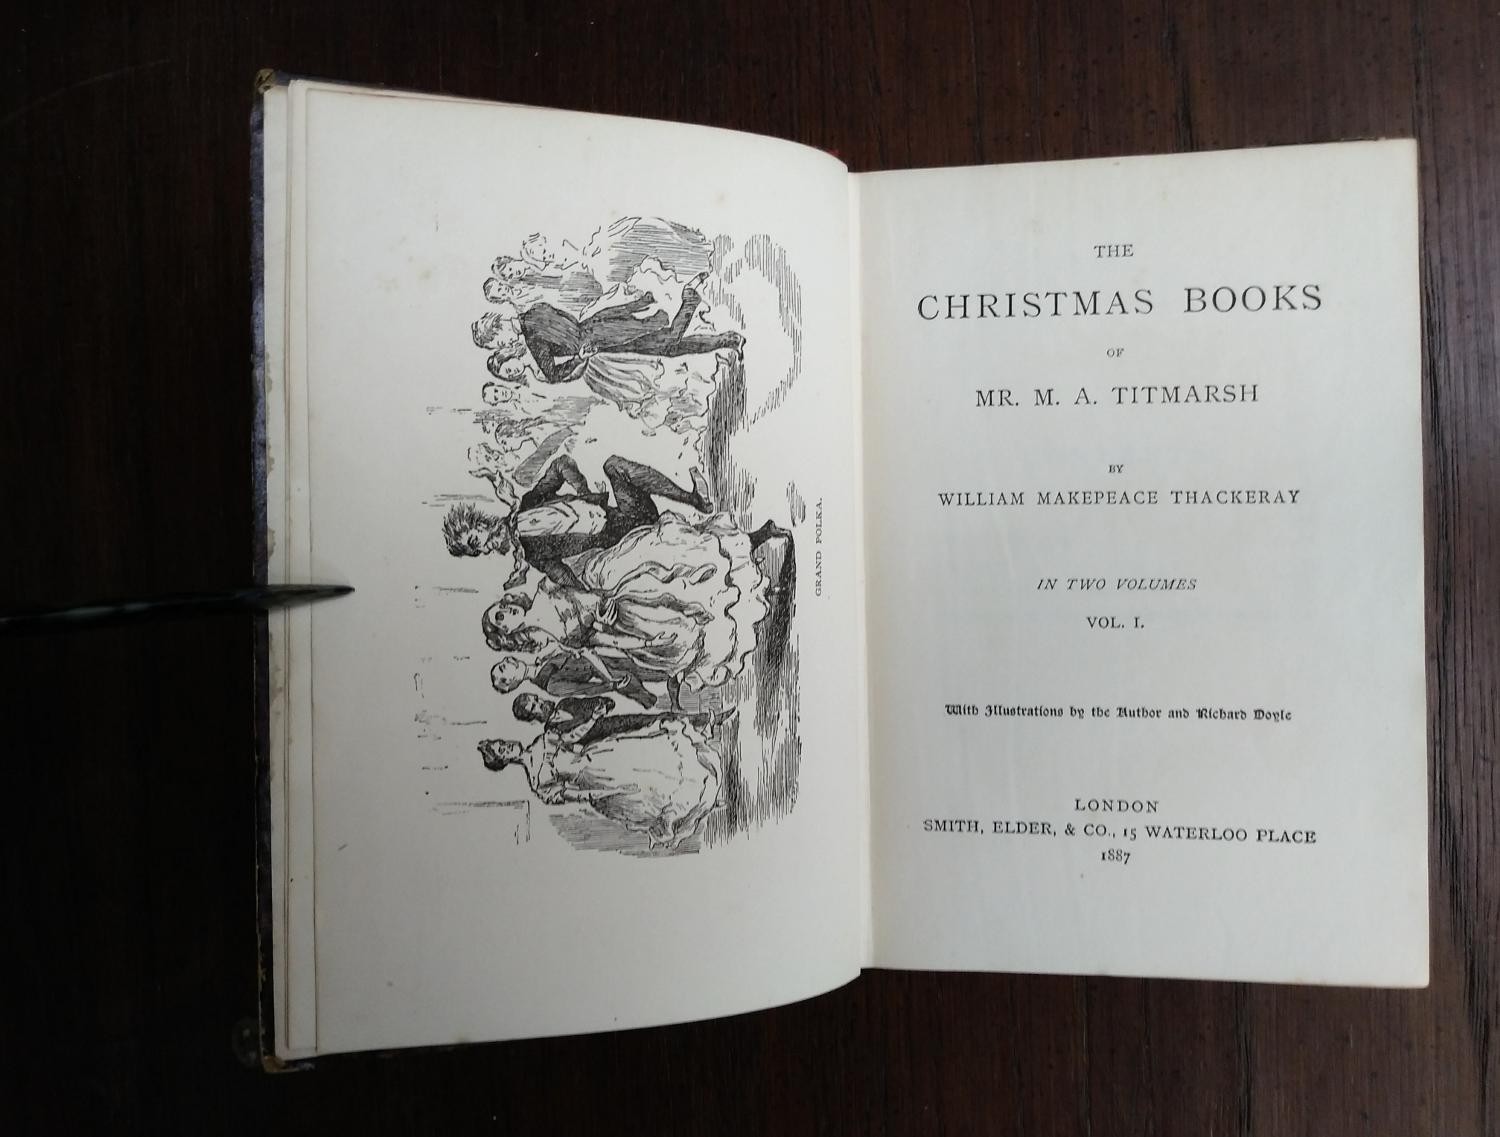 GRAND POLKA.
THE
CHRISTMAS BOOKS
OF
MR. M. A. TITMARSH
BY
WILLIAM MAKEPEACE THACKERAY
IN TWO VOLUMES
VOL. I.
With Illustrations by the Author and Richard Doyle
LONDON
SMITH, ELDER, & CO., 15 WATERLOO PLACE
1887